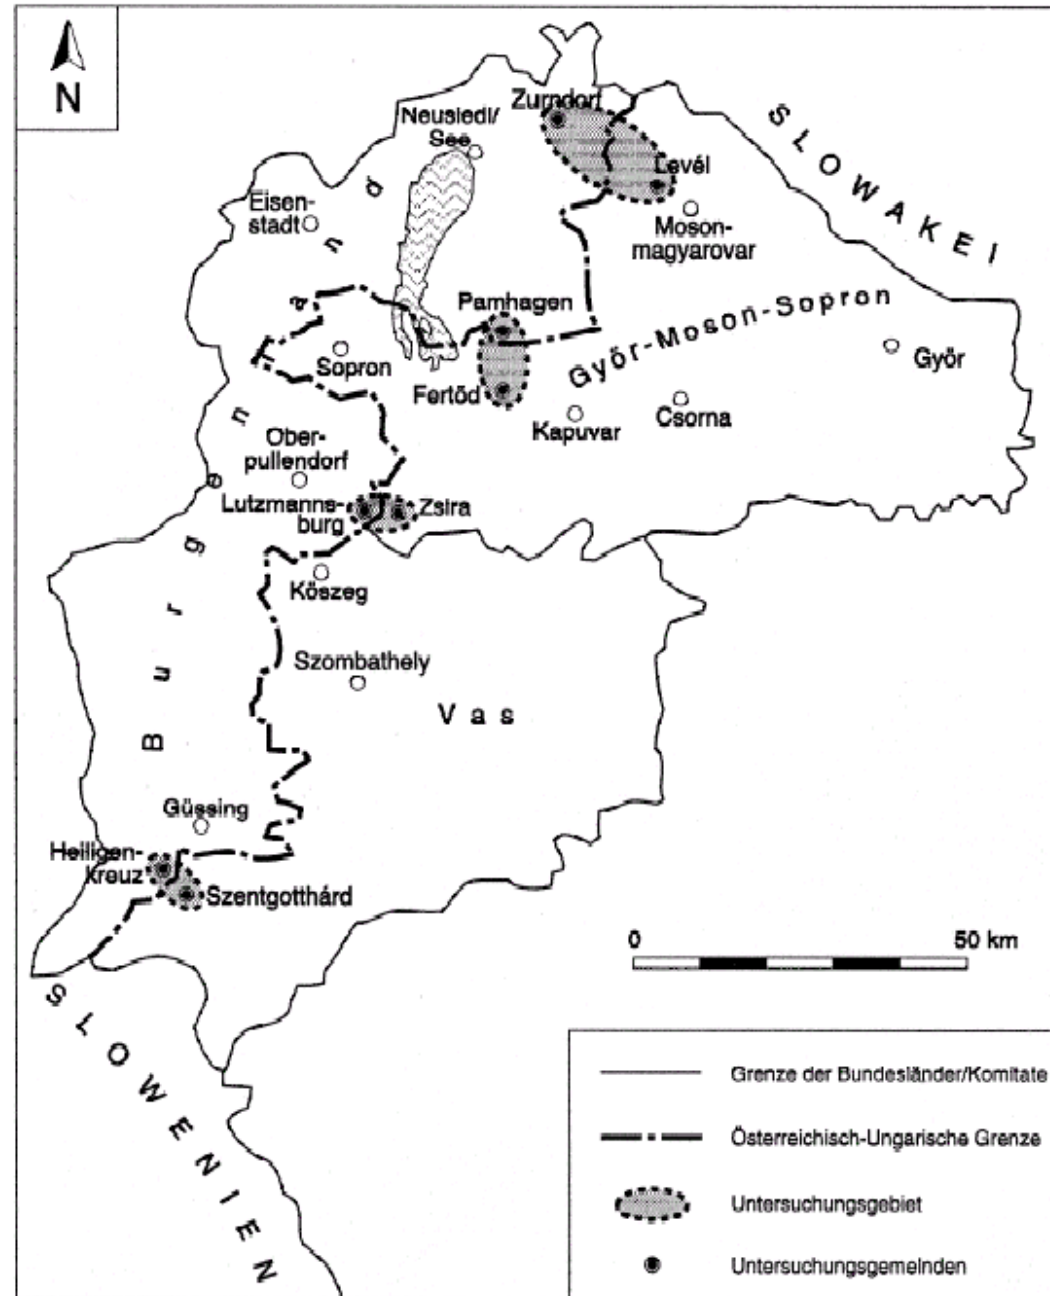 N
Zurndorf
Neusiedl/
See
Levél
SLOWAKEI
Eisen-
stadt
Moson-
magyarovar
Pamhagen
Győr-Moson-Sopron
Győr
Sopron
Fertőd
Kapuvar
Csorna
Ober-
pullendorf
Lutzmanns-
burg
Zsira
Kőszeg
Burgenland
Szombathely
Vas
Güssing
Heiligen-
kreuz
Szentgotthárd
0 50 km
SLOWENIEN
Grenze der Bundesländer/Komitate
Österreichisch-Ungarische Grenze
Untersuchungsgebiet
Untersuchungsgemeinden